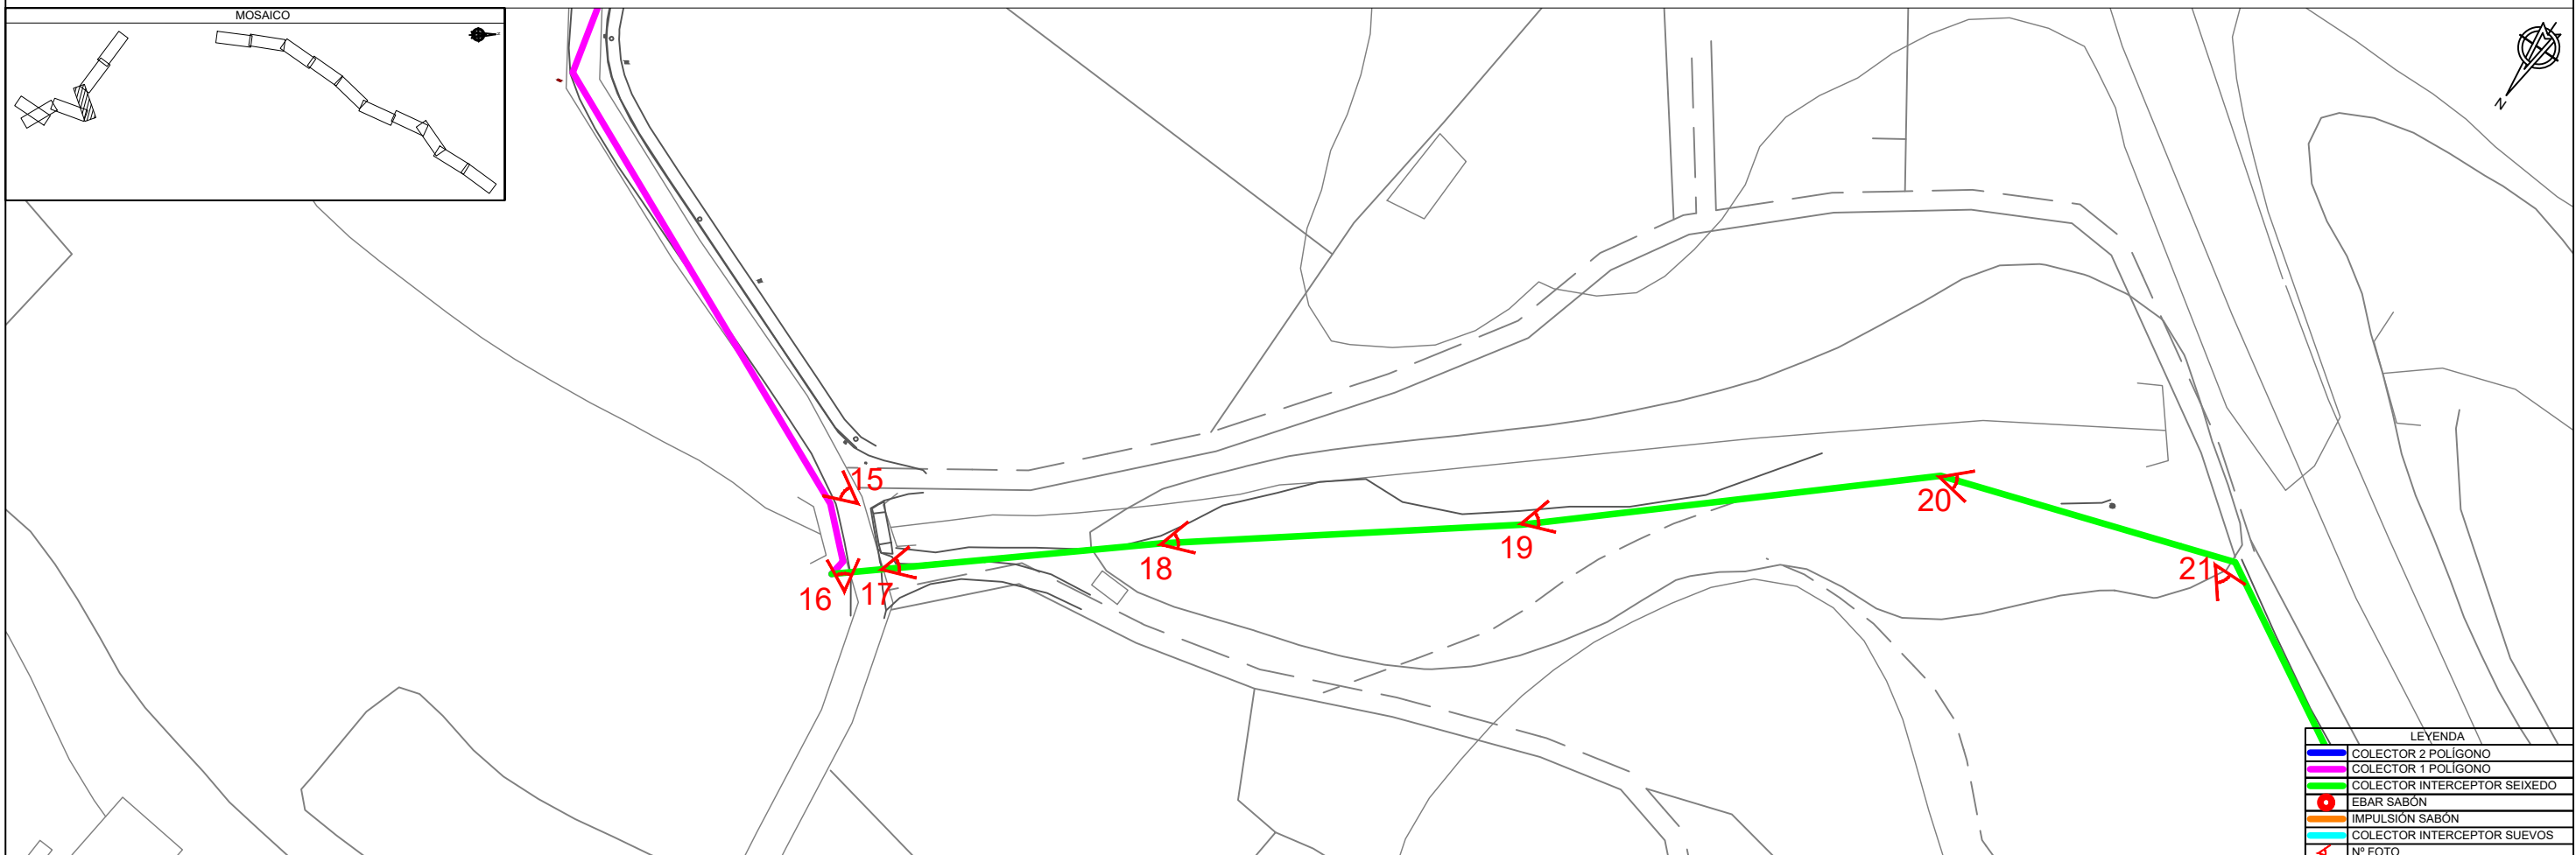 MOSAICO
N
15
16
17
18
19
20
21
LEYENDA
COLECTOR 2 POLÍGONO
COLECTOR 1 POLÍGONO
COLECTOR INTERCEPTOR SEIXEDO
EBAR SABÓN
IMPULSIÓN SABÓN
COLECTOR INTERCEPTOR SUEVOS
Nº FOTO